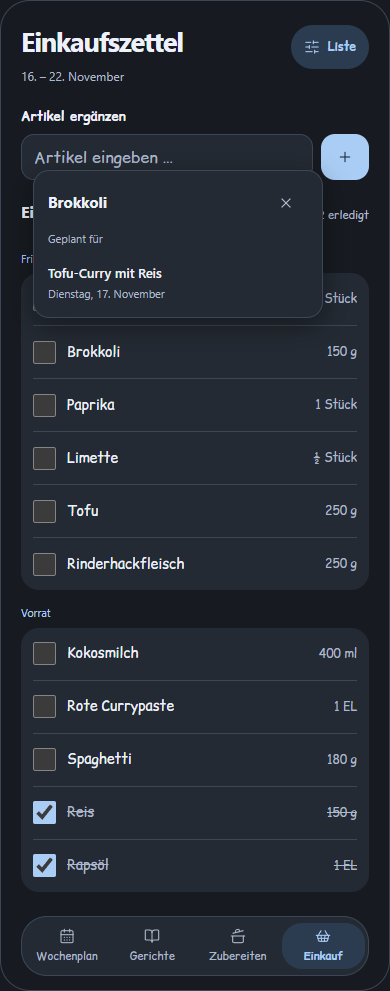 Einkaufszettel
Liste
16. – 22. November
Artikel ergänzen
Artikel eingeben ...
+
Brokkoli
erledigt
Geplant für
Tofu-Curry mit Reis
Dienstag, 17. November
Stück
Brokkoli 150 g
Paprika 1 Stück
Limette ½ Stück
Tofu 250 g
Rinderhackfleisch 250 g
Vorrat
Kokosmilch 400 ml
Rote Currypaste 1 EL
Spaghetti 180 g
Reis 150 g
Rapsöl 1 EL
Wochenplan Gerichte Zubereiten Einkauf